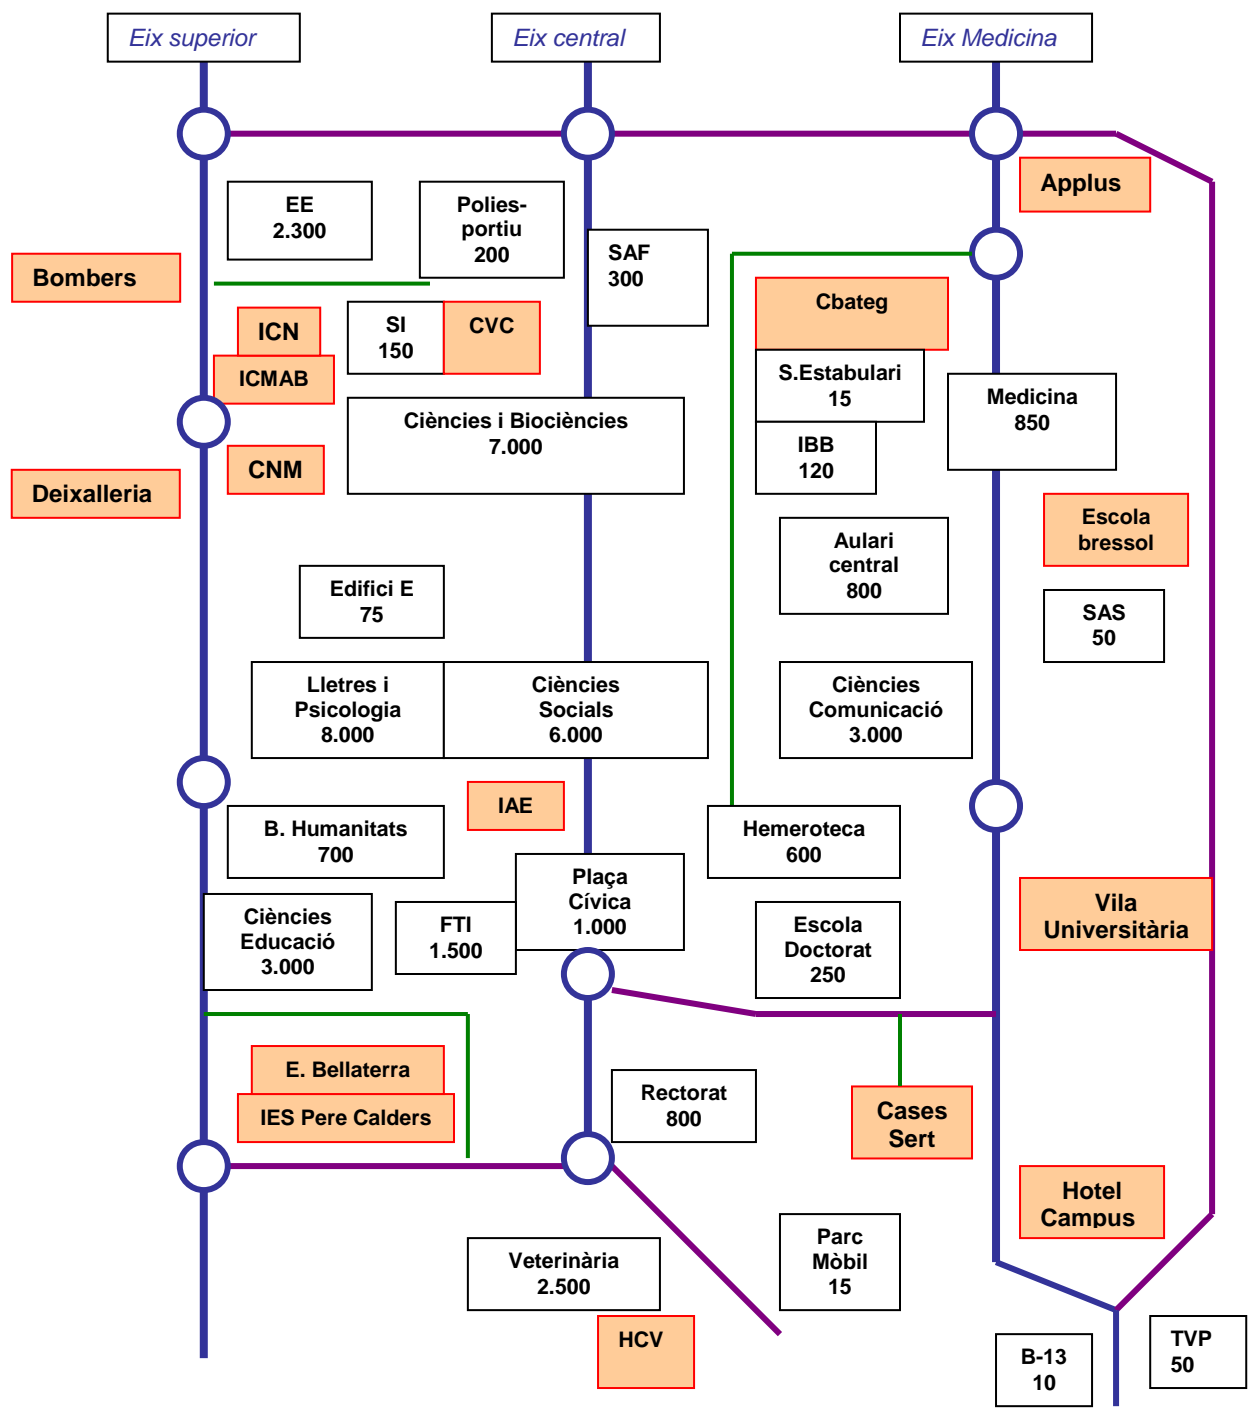 Eix superior
Eix central
Eix Medicina
Applus
EE
2.300
Polies-
portiu
200
SAF
300
Bombers
Cbateg
ICN
SI
150
CVC
ICMAB
S.Estabulari
15
Medicina
850
Ciències i Biociències
7.000
IBB
120
CNM
Deixalleria
Escola
bressol
Aulari
central
800
Edifici E
75
SAS
50
Lletres i
Psicologia
8.000
Ciències
Socials
6.000
Ciències
Comunicació
3.000
IAE
B. Humanitats
700
Hemeroteca
600
Plaça
Cívica
1.000
Vila
Universitària
Ciències
Educació
3.000
FTI
1.500
Escola
Doctorat
250
E. Bellaterra
IES Pere Calders
Rectorat
800
Cases
Sert
Hotel
Campus
Veterinària
2.500
Parc
Mòbil
15
HCV
B-13
10
TVP
50